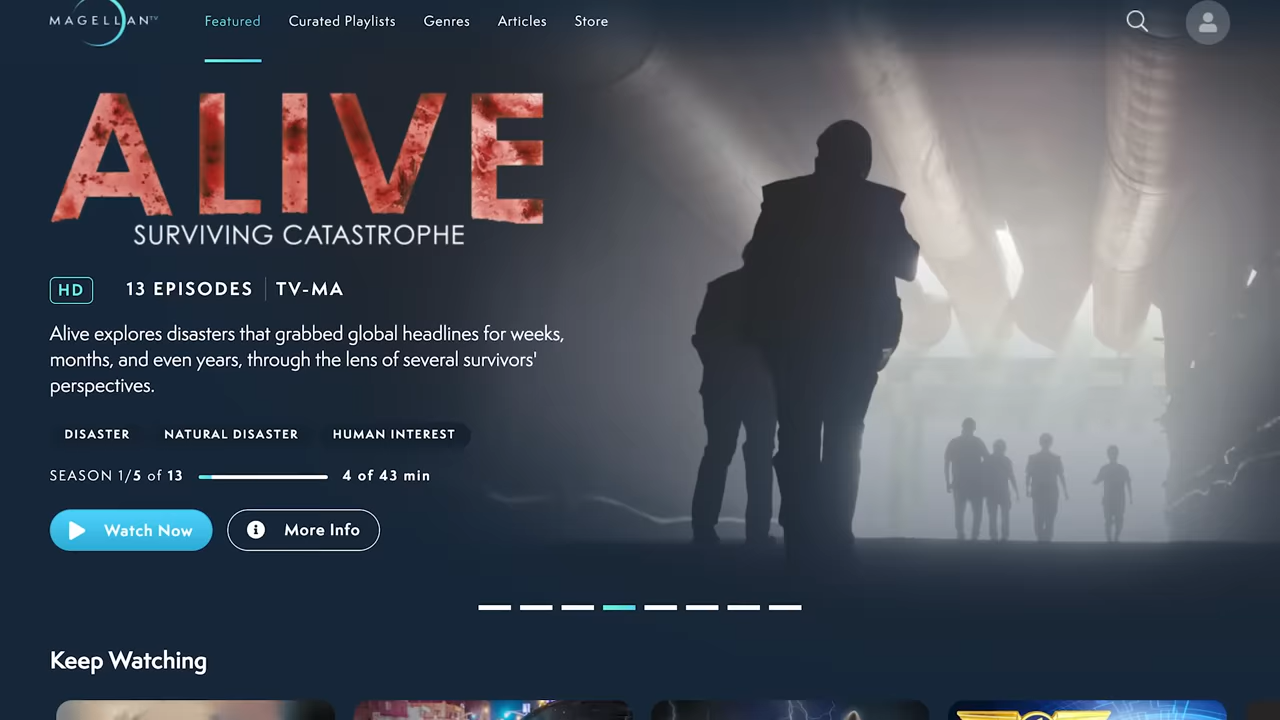 MAGELLAN TV
Featured
Curated Playlists
Genres
Articles
Store
ALIVE
SURVIVING CATASTROPHE
HD
13 EPISODES
TV-MA
Alive explores disasters that grabbed global headlines for weeks,
months, and even years, through the lens of several survivors'
perspectives.
DISASTER
NATURAL DISASTER
HUMAN INTEREST
SEASON 1/5 of 13
4 of 43 min
Watch Now
More Info
Keep Watching